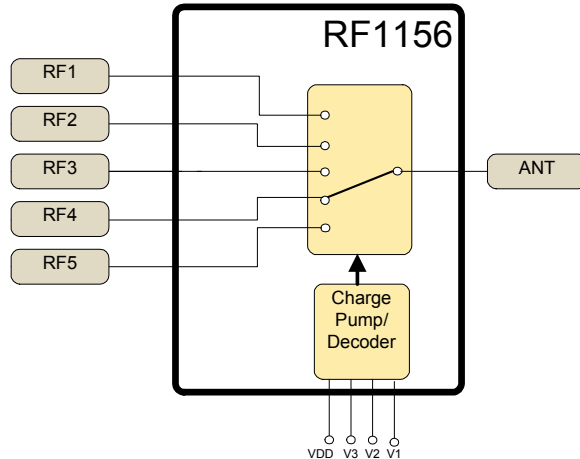 RF1156
RF1
RF2
RF3
RF4
RF5
ANT
Charge
Pump/
Decoder
VDD V3 V2 V1